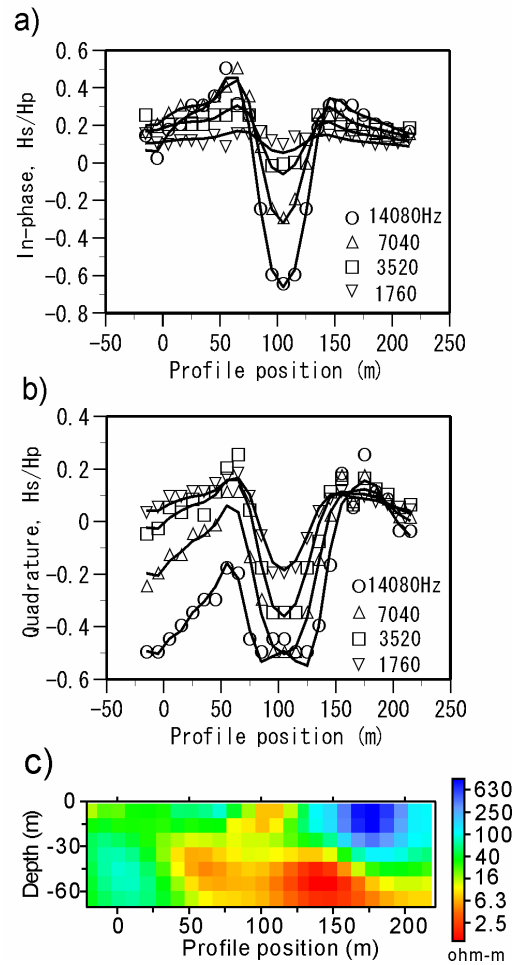 a)
0.6
0.4
0.2
0
-0.2
-0.4
-0.6
-0.8
In-phase, Hs/Hp
14080Hz
7040
3520
1760
-50 0 50 100 150 200 250
Profile position (m)
b)
0.4
0.2
0
-0.2
-0.4
-0.6
Quadrature, Hs/Hp
14080Hz
7040
3520
1760
-50 0 50 100 150 200 250
Profile position (m)
c)
0
-30
-60
Depth (m)
0 50 100 150 200
Profile position (m)
630
250
100
40
16
6.3
2.5
ohm-m